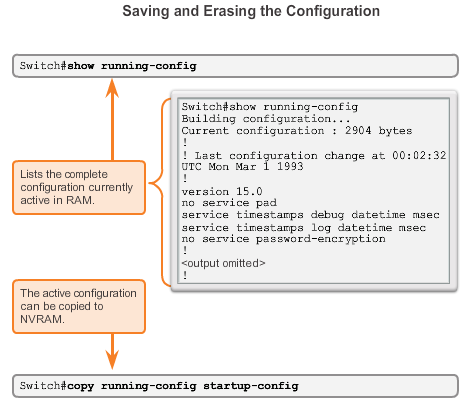 Saving and Erasing the Configuration
Switch#show running-config
Switch#show running-config
Building configuration...
Current configuration : 2904 bytes
!
! Last configuration change at 00:02:32
UTC Mon Mar 1 1993
!
version 15.0
no service pad
service timestamps debug datetime msec
service timestamps log datetime msec
no service password-encryption
!
<output omitted>
!
Lists the complete
configuration currently
active in RAM.
The active configuration
can be copied to
NVRAM.
Switch#copy running-config startup-config